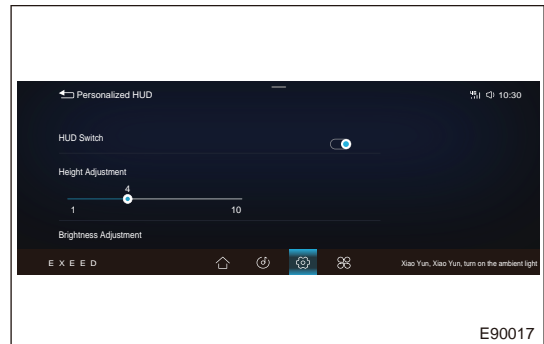 Personalized HUD
4G 10:30
HUD Switch
Height Adjustment
4
1 10
Brightness Adjustment
EXEED
Xiao Yun, Xiao Yun, turn on the ambient light
E90017